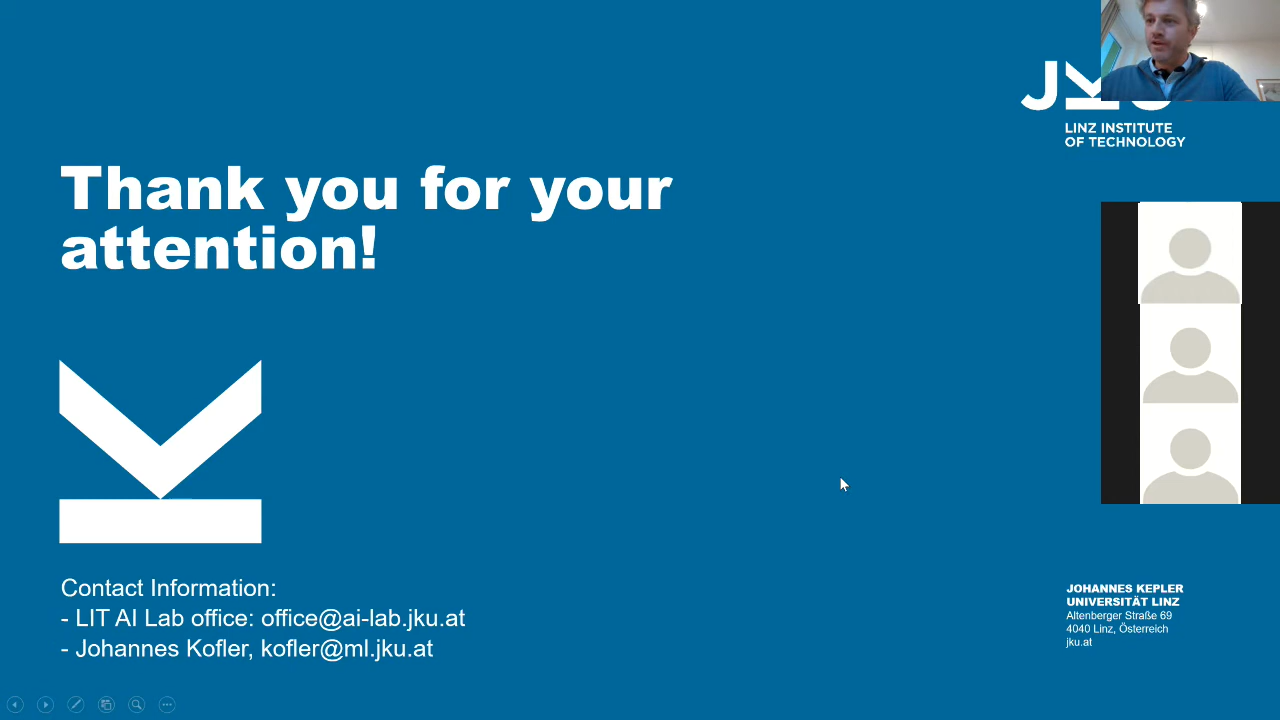 Thank you for your
attention!
LINZ INSTITUTE
OF TECHNOLOGY
Contact Information:
- LIT AI Lab office: office@ai-lab.jku.at
- Johannes Kofler, kofler@ml.jku.at
JOHANNES KEPLER
UNIVERSITÄT LINZ
Altenberger Straße 69
4040 Linz, Österreich
jku.at